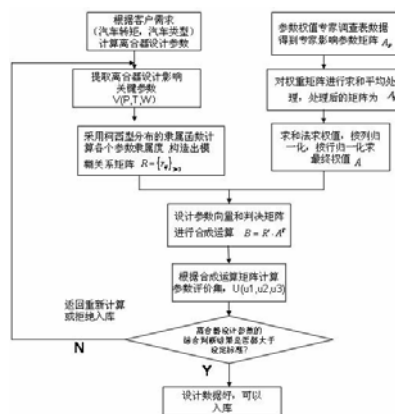 根据客户需求
（汽车转矩，汽车类型）
计算离合器设计参数
提取离合器设计影响
关键参数
V(P,T,W)
采用柯西型分布的隶属函数计
算各个参数隶属度，构造出模
糊关系矩阵
参数权值专家调查表数据
得到专家影响参数矩阵
对权重矩阵进行求和平均处
理，处理后的矩阵为
求和法求权值，按列归
一化，按行归一化求
最终权值 A
设计参数向量和判决矩阵
进行合成运算
根据合成运算矩阵计算
参数评价集，U(u1,u2,u3)
返回重新计算
或拒绝入库
离合器设计参数的
综合判断结果是否都大于
设定标准？
N
Y
设计数据好，可以
入库